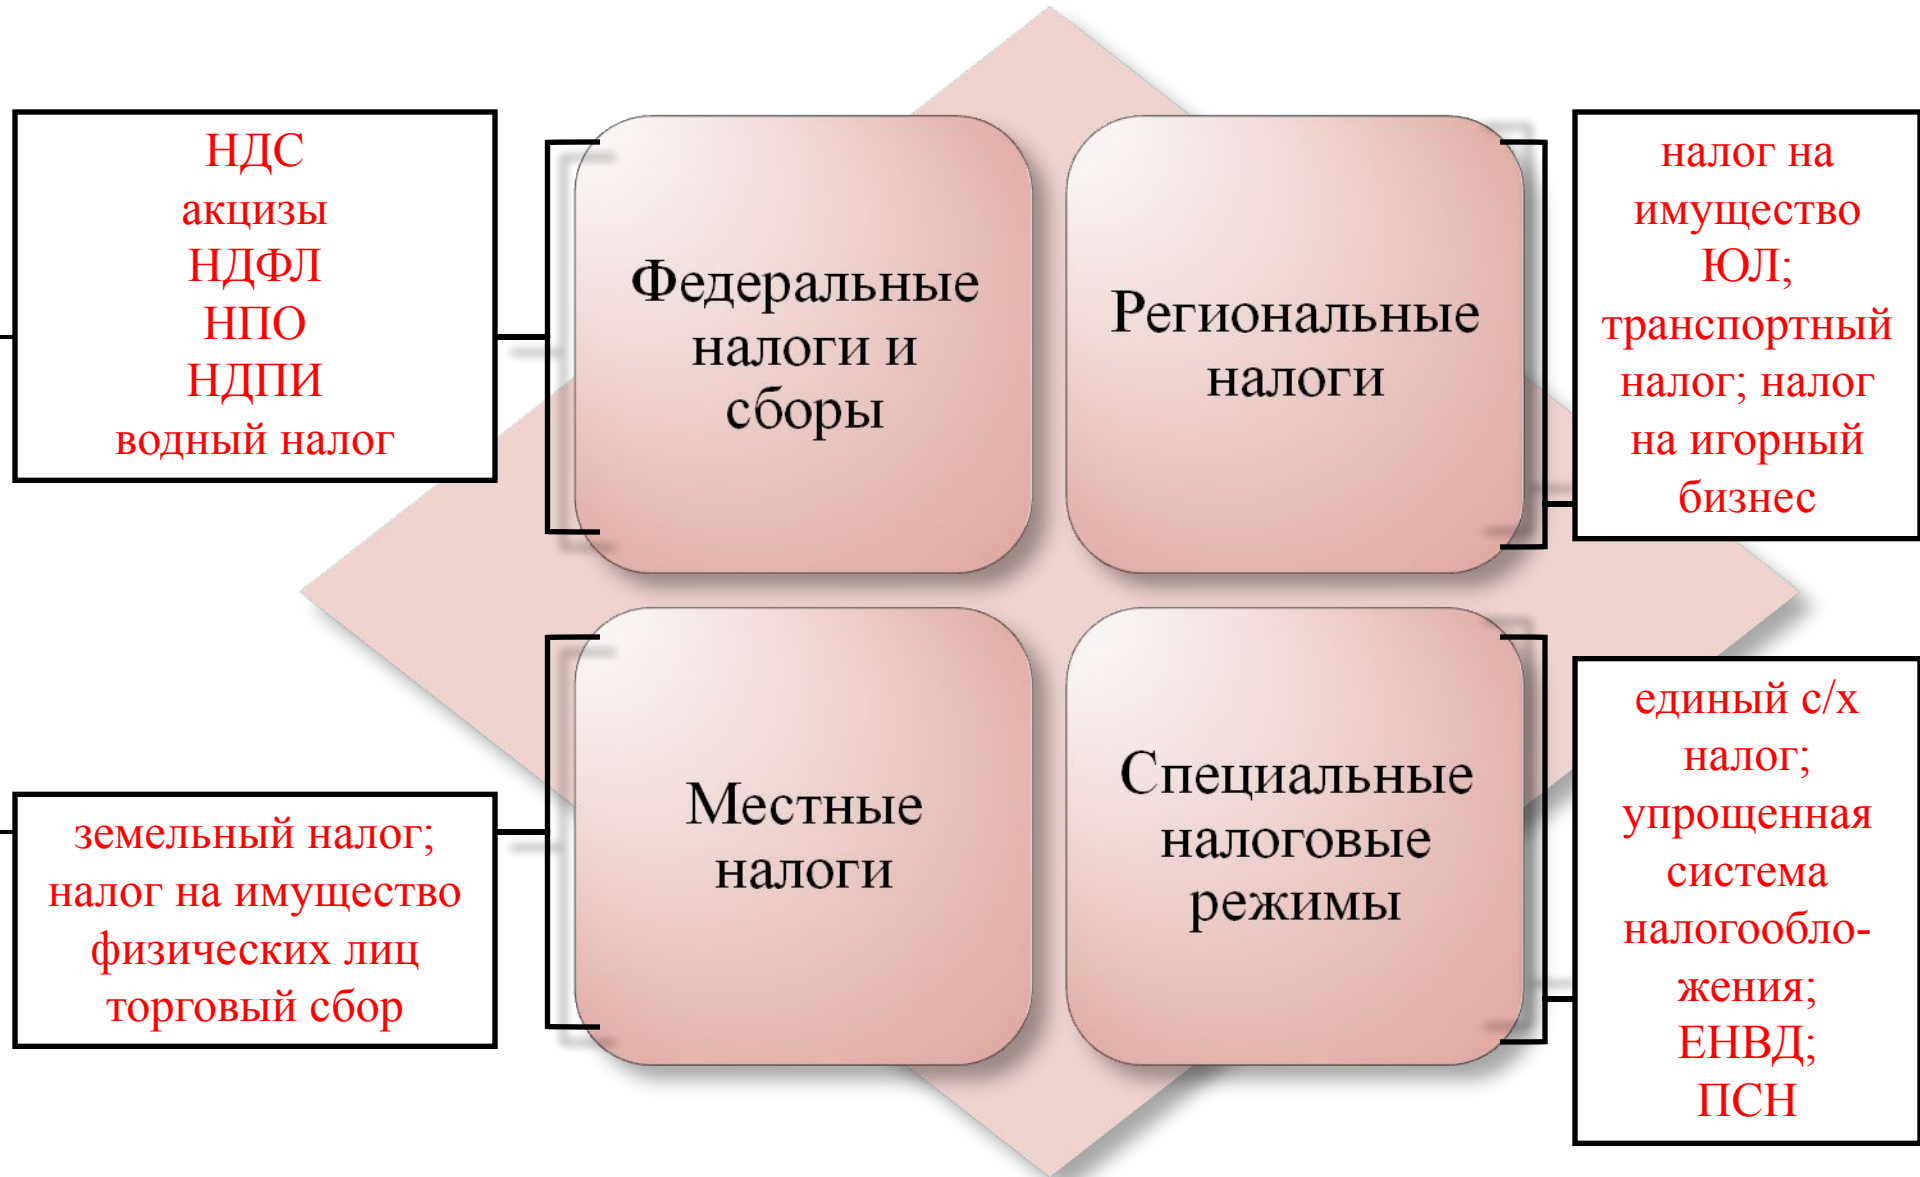 НДС
акцизы
НДФЛ
НПО
НДПИ
водный налог
Федеральные
налоги и
сборы
Региональные
налоги
налог на
имущество
ЮЛ;
транспортный
налог; налог
на игорный
бизнес
земельный налог;
налог на имущество
физических лиц
торговый сбор
Местные
налоги
Специальные
налоговые
режимы
единый с/х
налог;
упрощенная
система
налогообло-
жения;
ЕНВД;
ПСН